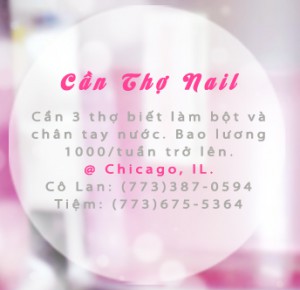 Cần Thợ Nail
Cần 3 thợ biết làm bột và
chân tay nước. Bao lương
1000/tuần trở lên.
@ Chicago, IL.
Cô Lan: (773)387-0594
Tiệm: (773)675-5364